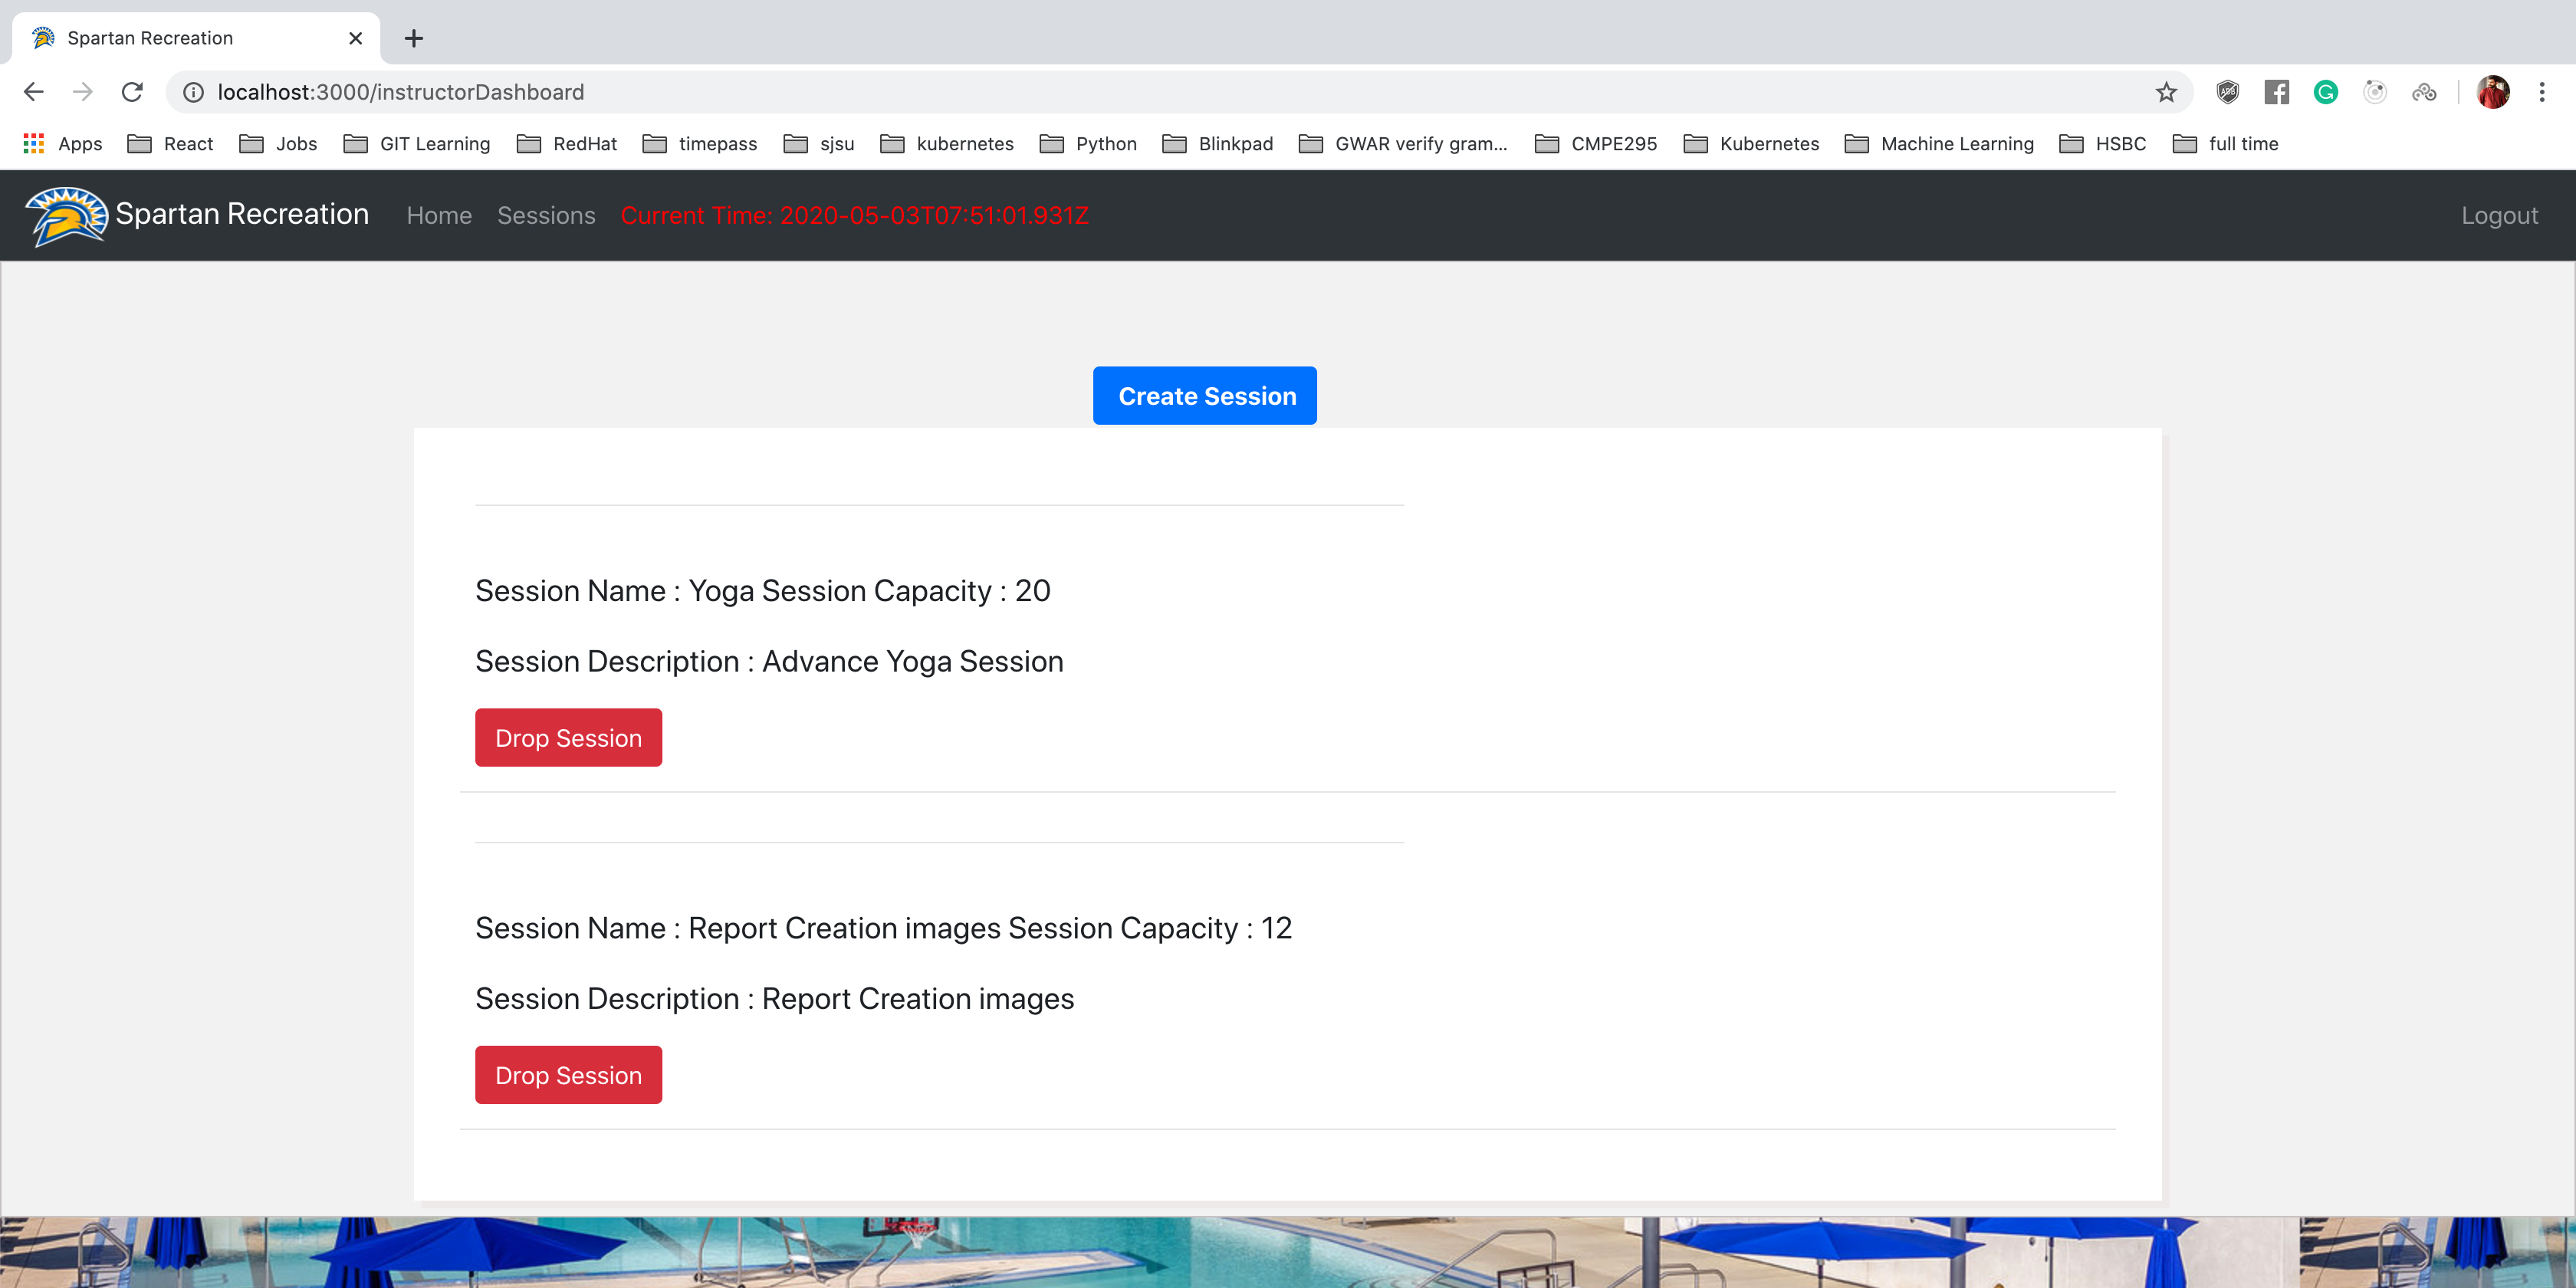 Spartan Recreation
localhost:3000/instructorDashboard
Apps React Jobs GIT Learning RedHat timepass sjsu kubernetes Python Blinkpad GWAR verify gram... CMPE295 Kubernetes Machine Learning HSBC full time
Spartan Recreation Home Sessions Current Time: 2020-05-03T07:51:01.931Z Logout
Create Session
Session Name : Yoga Session Capacity : 20
Session Description : Advance Yoga Session
Drop Session
Session Name : Report Creation images Session Capacity : 12
Session Description : Report Creation images
Drop Session